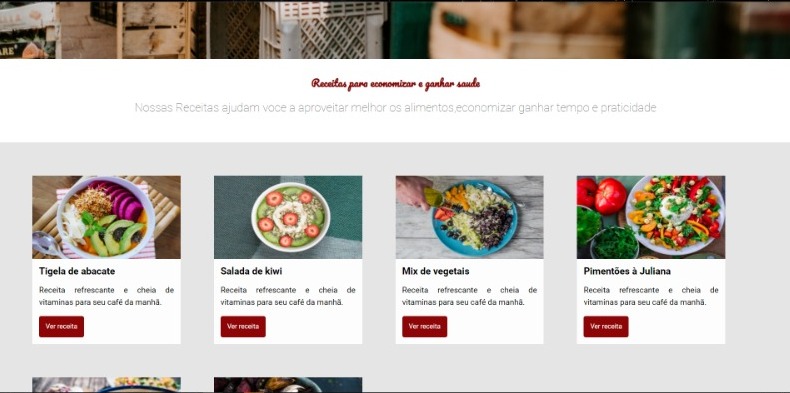 ARE
Receitas para economizar e ganhar saude
Nossas Receitas ajudam voce a aproveitar melhor os alimentos,economizar ganhar tempo e praticidade
Tigela de abacate
Receita refrescante e cheia de
vitaminas para seu café da manhã.
Ver receita
Salada de kiwi
Receita refrescante e cheia de
vitaminas para seu café da manhã.
Ver receita
Mix de vegetais
Receita refrescante e cheia de
vitaminas para seu café da manhã.
Ver receita
Pimentões à Juliana
Receita refrescante e cheia de
vitaminas para seu café da manhã.
Ver receita